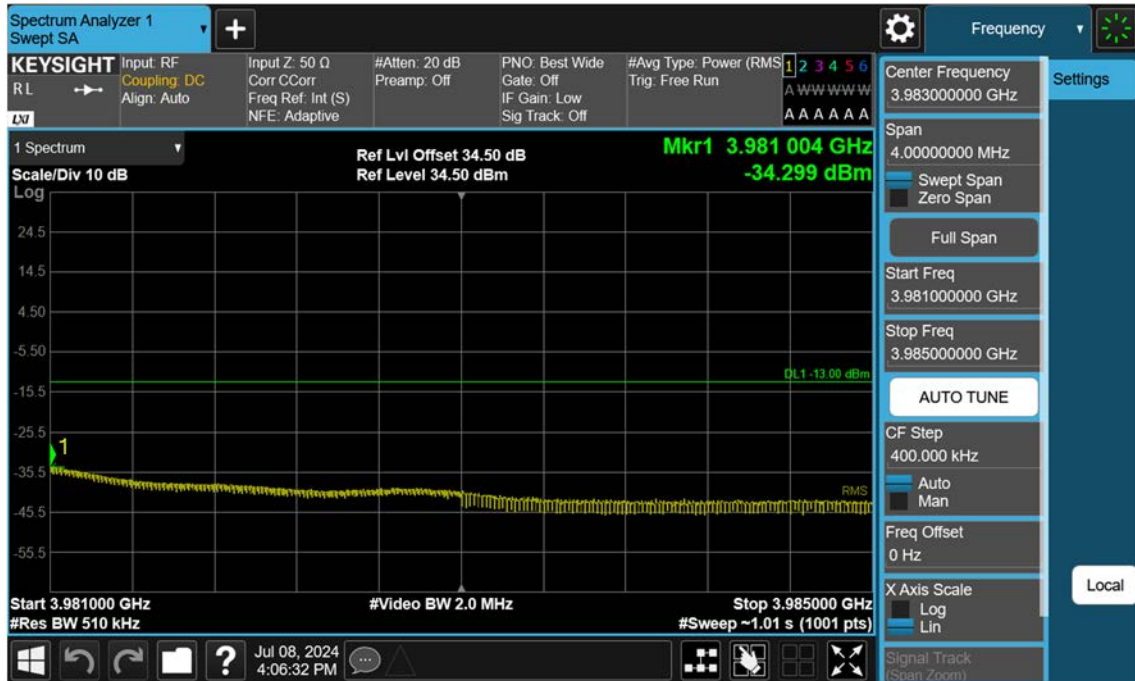 Spectrum Analyzer 1
Swept SA
+
Frequency
KEYSIGHT
R L
LXI
Input: RF
Coupling: DC
Align: Auto
Input Z: 50 Ω
Corr CCorr
Freq Ref: Int (S)
NFE: Adaptive
#Atten: 20 dB
Preamp: Off
PNO: Best Wide
Gate: Off
IF Gain: Low
Sig Track: Off
#Avg Type: Power (RMS
Trig: Free Run
1 2 3 4 5 6
A W W W W W
A A A A A A
1 Spectrum
Scale/Div 10 dB
Ref Lvl Offset 34.50 dB
Ref Level 34.50 dBm
Mkr1 3.981 004 GHz
-34.299 dBm
Log
24.5
14.5
4.50
-5.50
-15.5
-25.5
-35.5
-45.5
-55.5
DL1 -13.00 dBm
1
RMS
Start 3.981000 GHz
#Res BW 510 kHz
#Video BW 2.0 MHz
Stop 3.985000 GHz
#Sweep ~1.01 s (1001 pts)
Center Frequency
3.983000000 GHz
Span
4.00000000 MHz
Swept Span
Zero Span
Full Span
Start Freq
3.981000000 GHz
Stop Freq
3.985000000 GHz
AUTO TUNE
CF Step
400.000 kHz
Auto
Man
Freq Offset
0 Hz
X Axis Scale
Log
Lin
Signal Track
(Span Zoom)
Settings
Local
?
Jul 08, 2024
4:06:32 PM